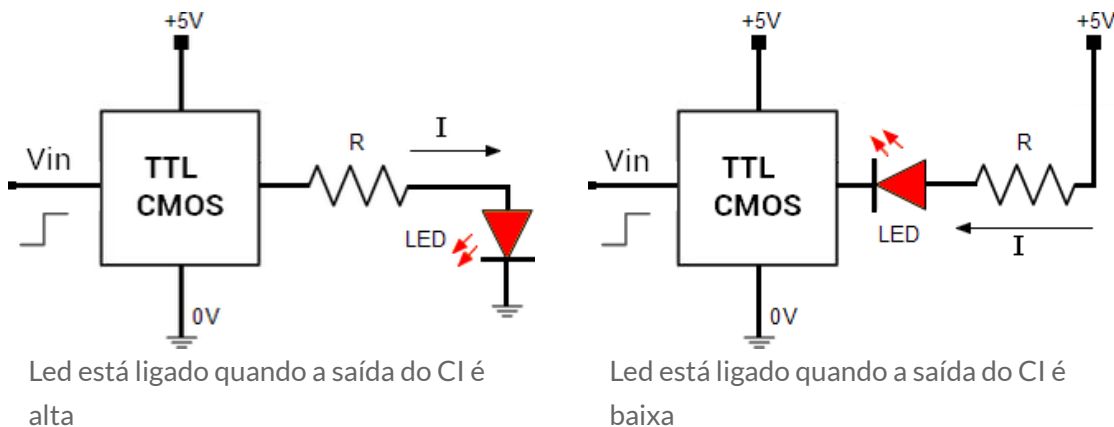 +5V
Vin
TTL
CMOS
R
I
LED
0V
Led está ligado quando a saída do CI é
alta
+5V
+5V
Vin
TTL
CMOS
R
LED
I
0V
Led está ligado quando a saída do CI é
baixa